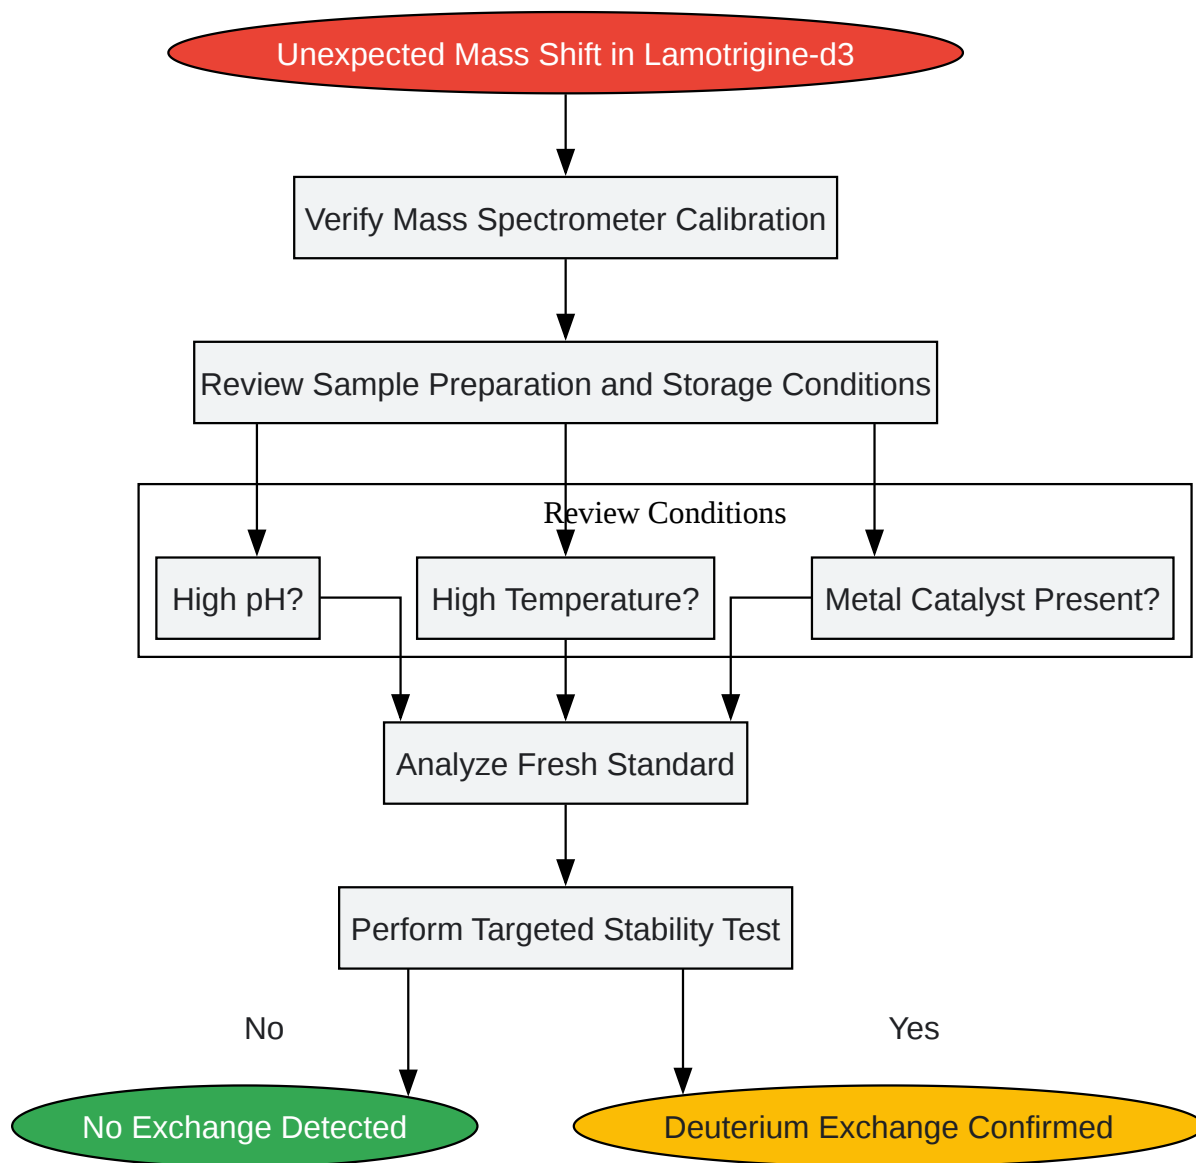 Unexpected Mass Shift in Lamotrigine-d3
Verify Mass Spectrometer Calibration
Review Sample Preparation and Storage Conditions
Review Conditions
High pH?
High Temperature?
Metal Catalyst Present?
Analyze Fresh Standard
Perform Targeted Stability Test
No
Yes
No Exchange Detected
Deuterium Exchange Confirmed